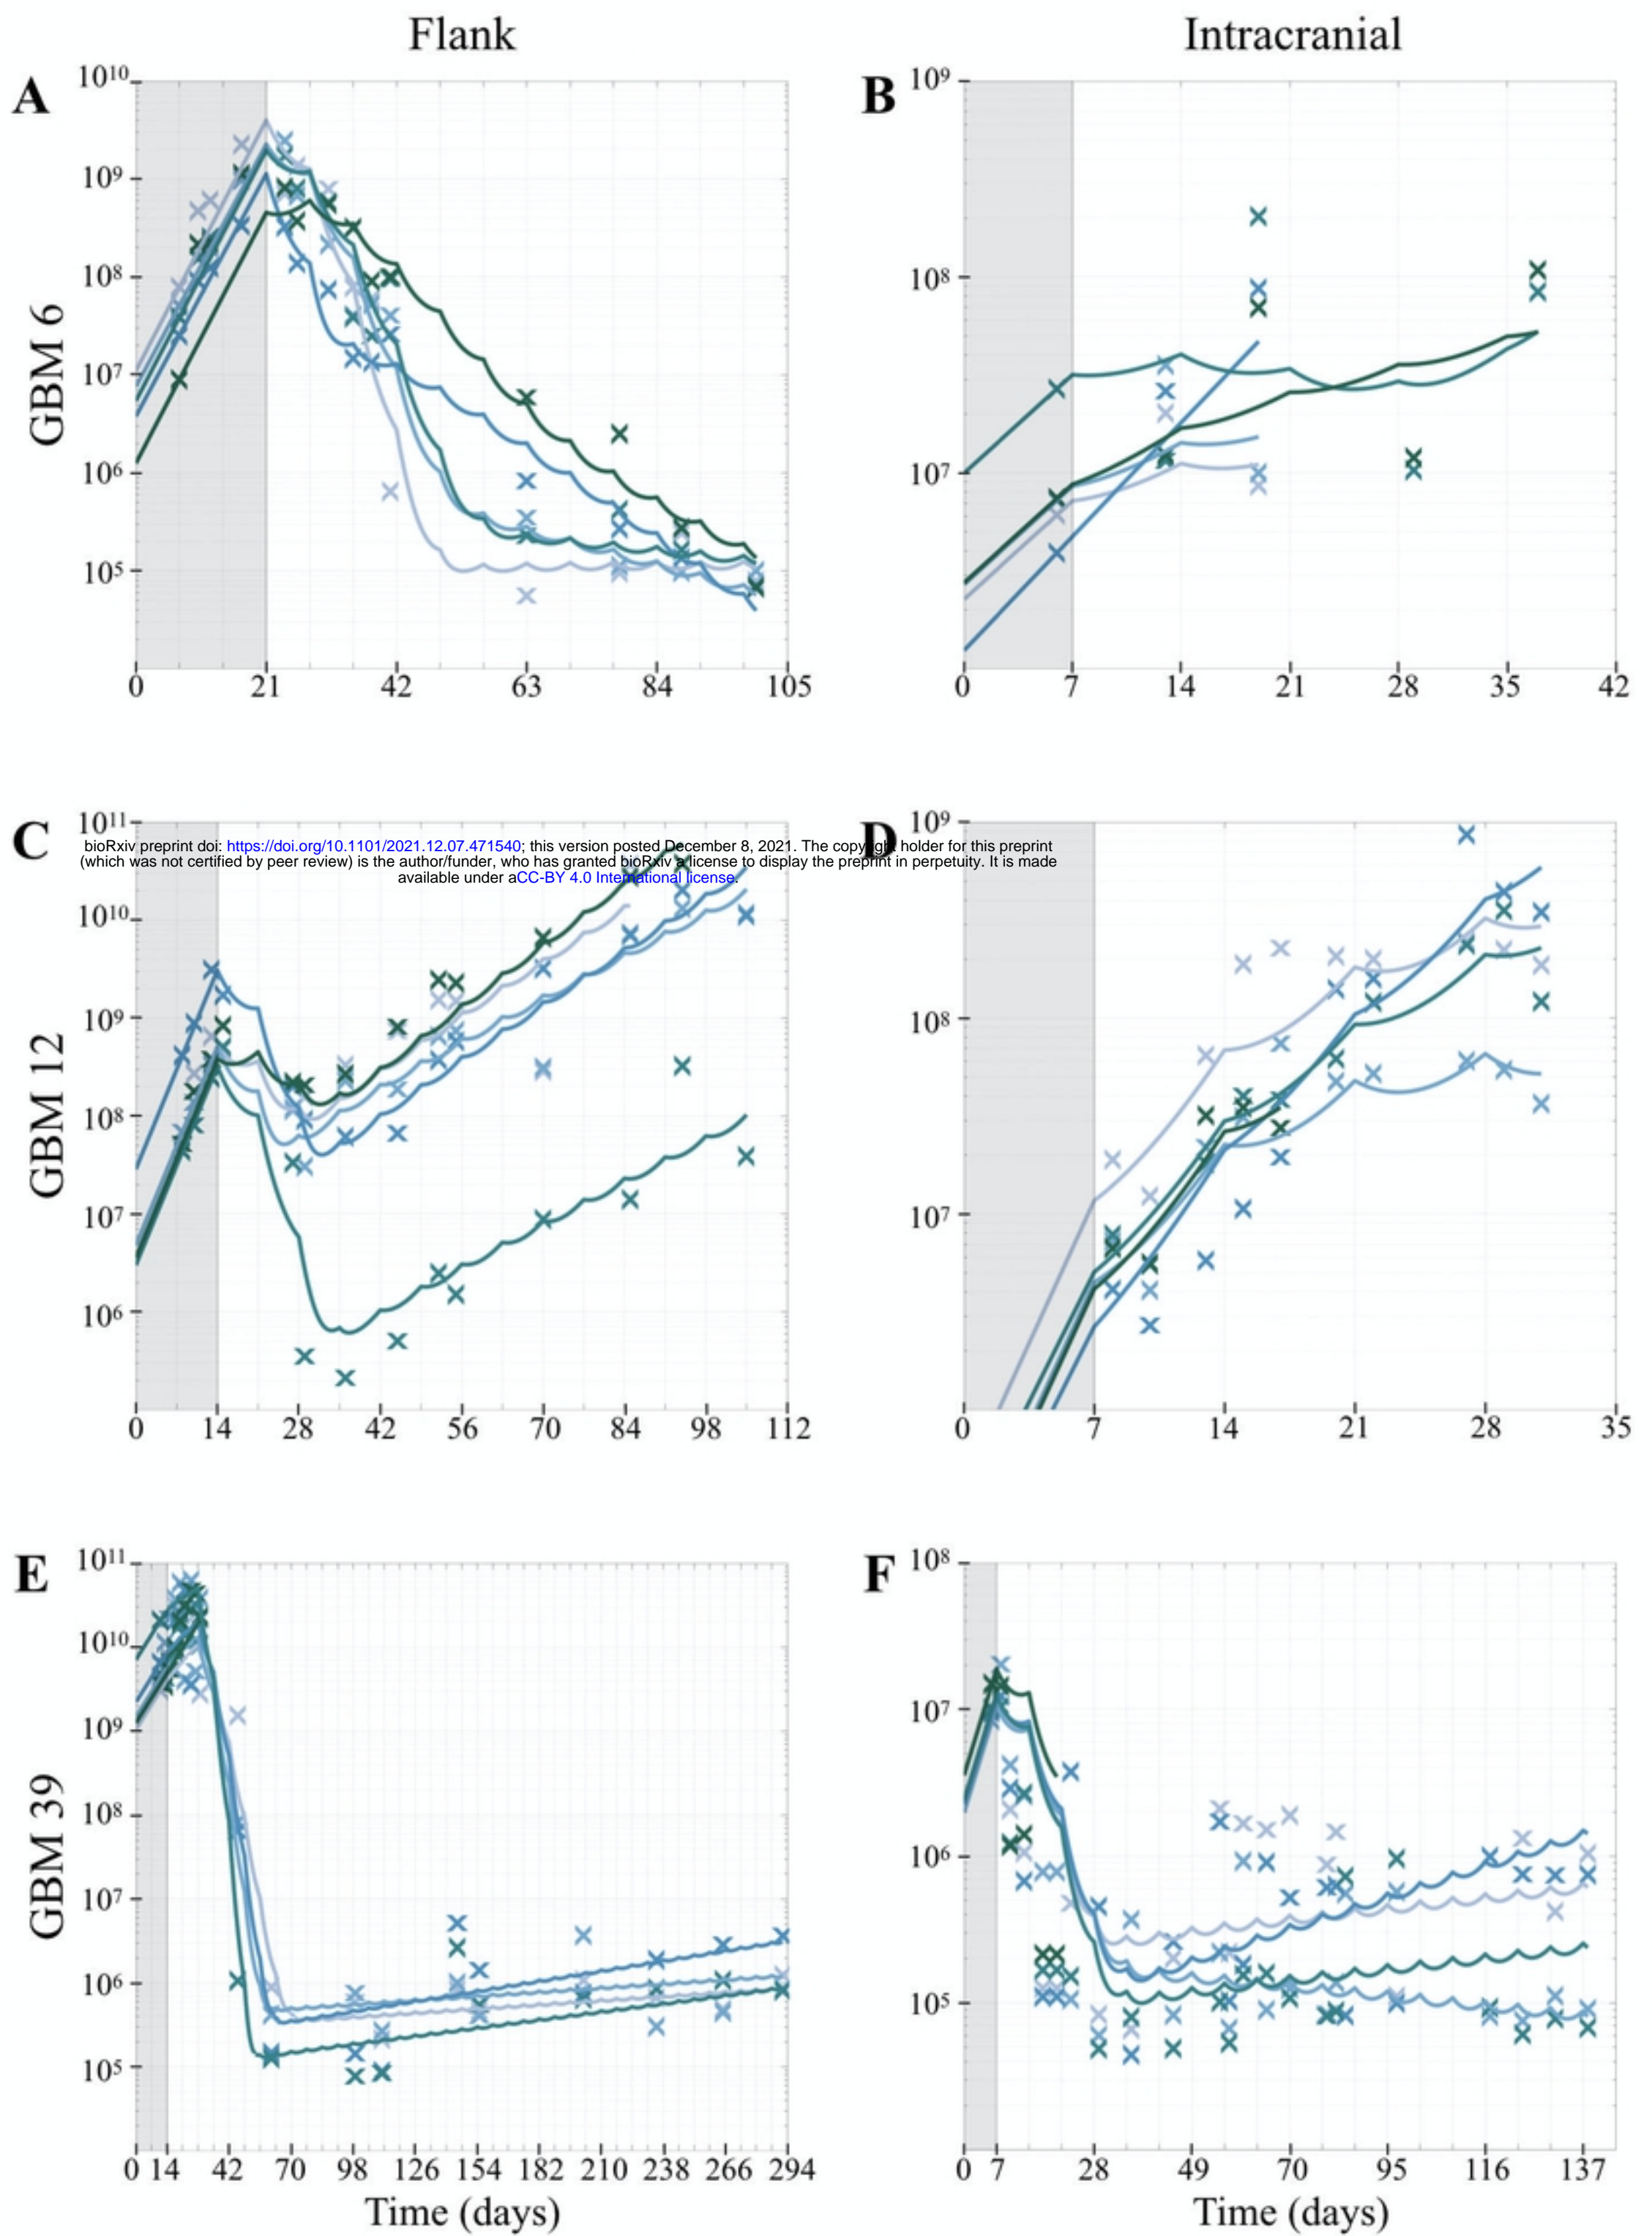 Flank
Intracranial
A
10¹⁰
10⁹
10⁸
10⁷
10⁶
10⁵
GBM 6
0 21 42 63 84 105
B
10⁹
10⁸
10⁷
0 7 14 21 28 35 42
C
10¹¹
10¹⁰
10⁹
10⁸
10⁷
10⁶
GBM 12
0 14 28 42 56 70 84 98 112
bioRxiv preprint doi: https://doi.org/10.1101/2021.12.07.471540; this version posted December 8, 2021. The copyright holder for this preprint
(which was not certified by peer review) is the author/funder, who has granted bioRxiv a license to display the preprint in perpetuity. It is made
available under aCC-BY 4.0 International license.
D
10⁹
10⁸
10⁷
0 7 14 21 28 35
E
10¹¹
10¹⁰
10⁹
10⁸
10⁷
10⁶
10⁵
GBM 39
0 14 42 70 98 126 154 182 210 238 266 294
Time (days)
F
10⁸
10⁷
10⁶
10⁵
0 7 28 49 70 95 116 137
Time (days)